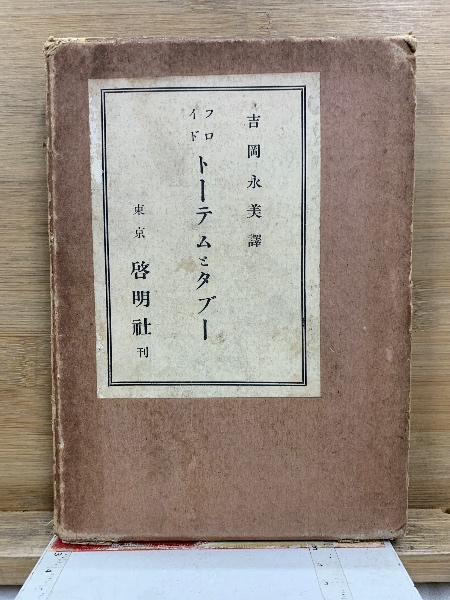 吉岡永美譯
フロイド
トーテムとタブー
東京 啓明社 刊